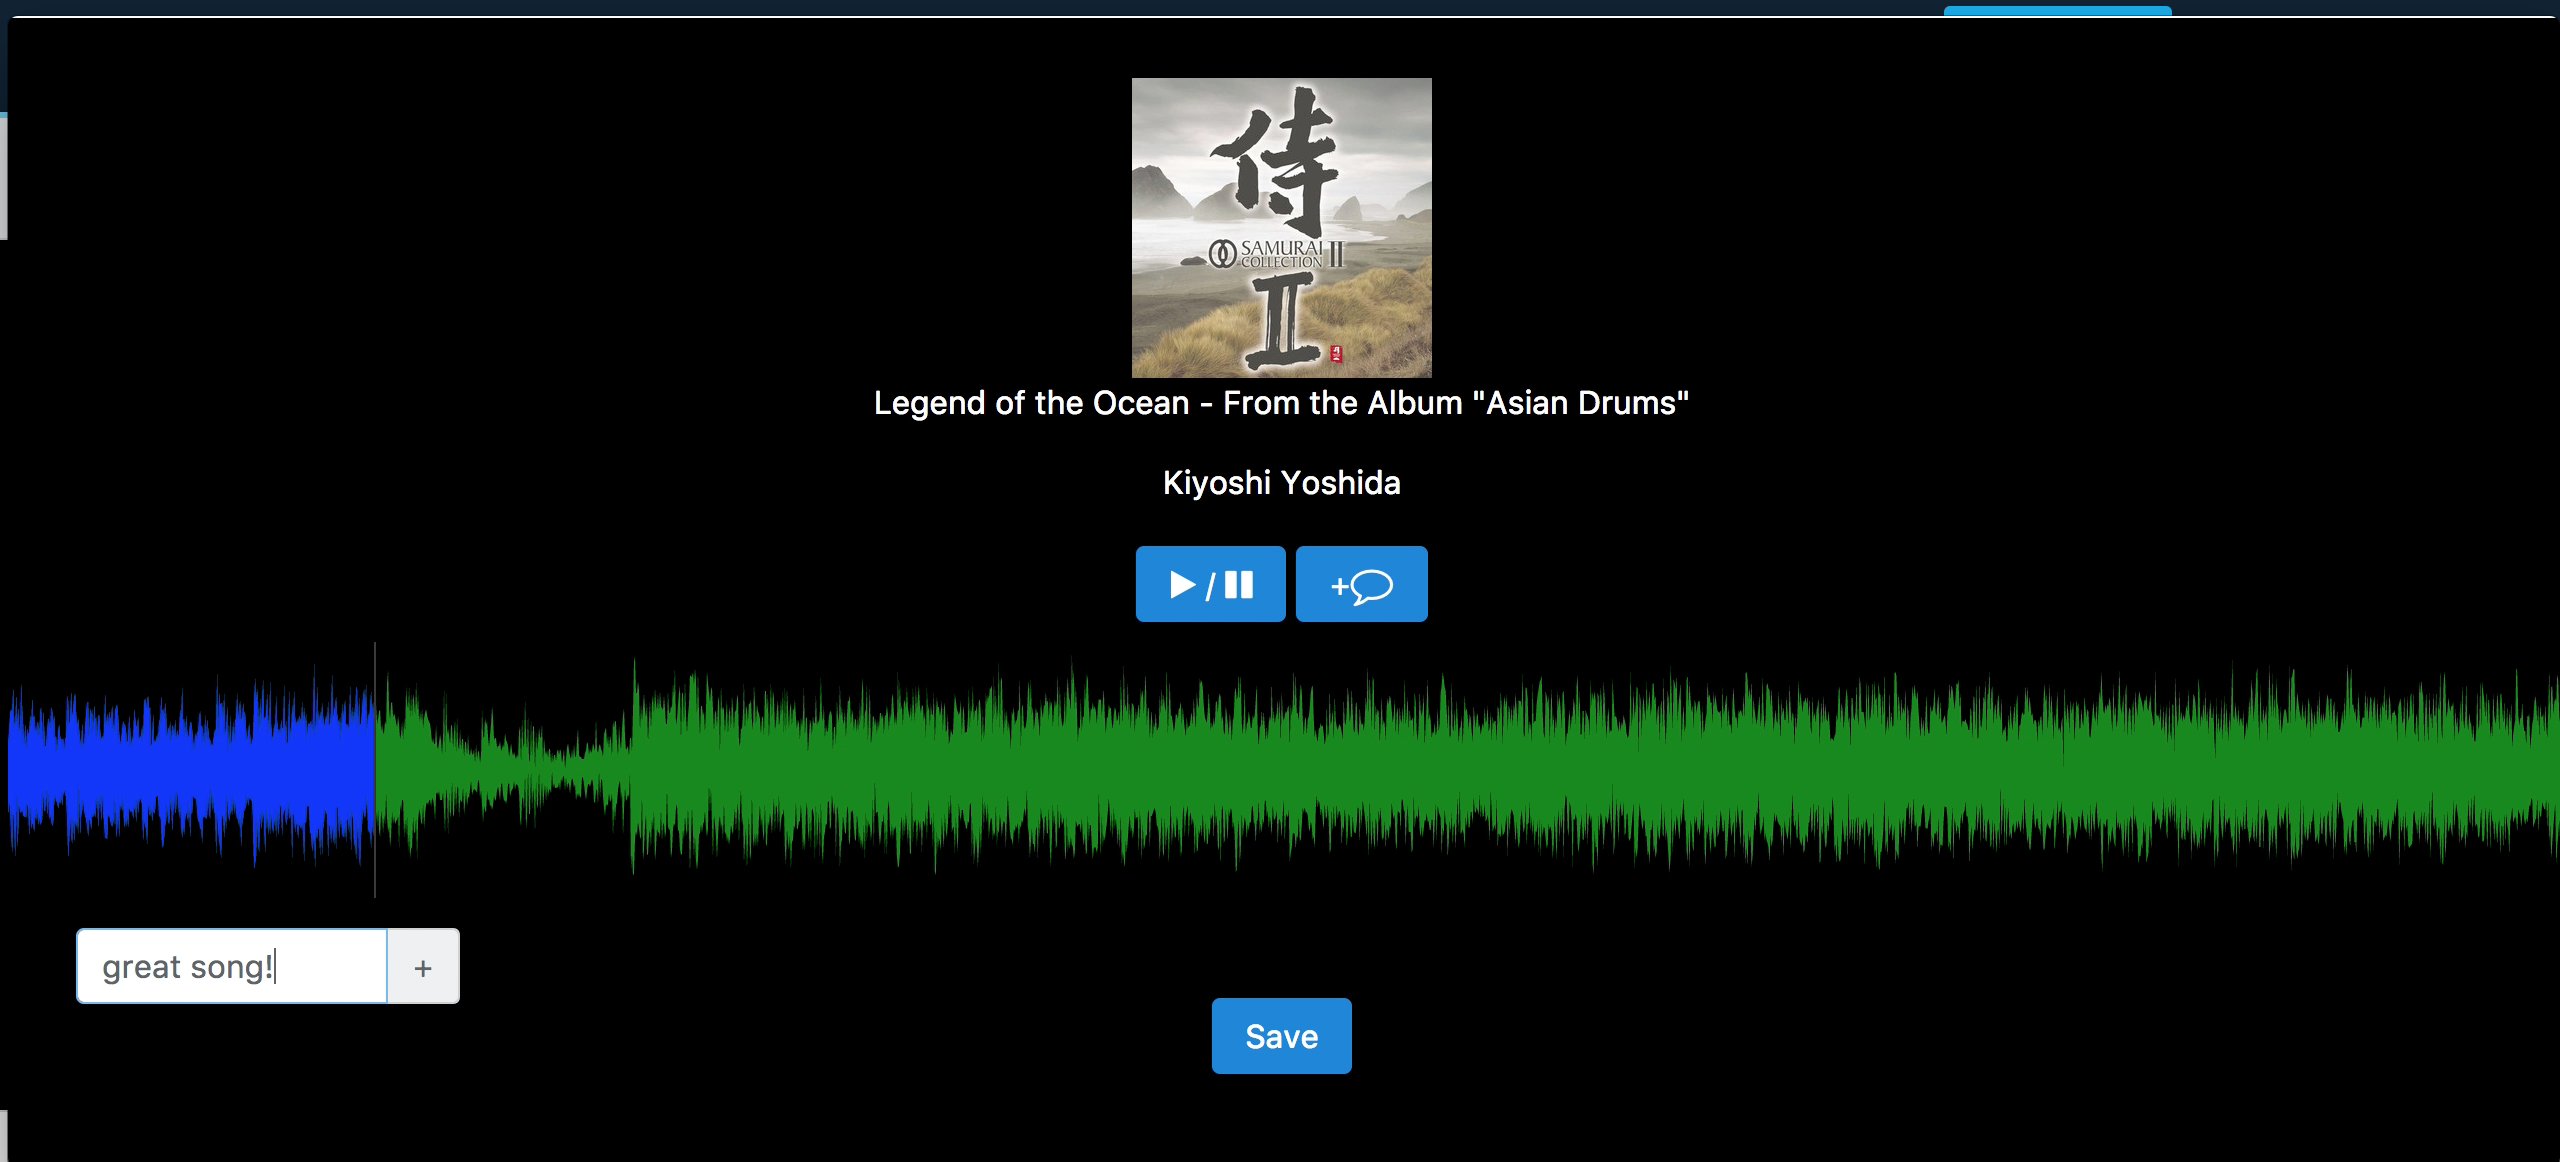 侍
SAMURAI
COLLECTION II
II
Legend of the Ocean - From the Album "Asian Drums"
Kiyoshi Yoshida
/
+
great song!
+
Save